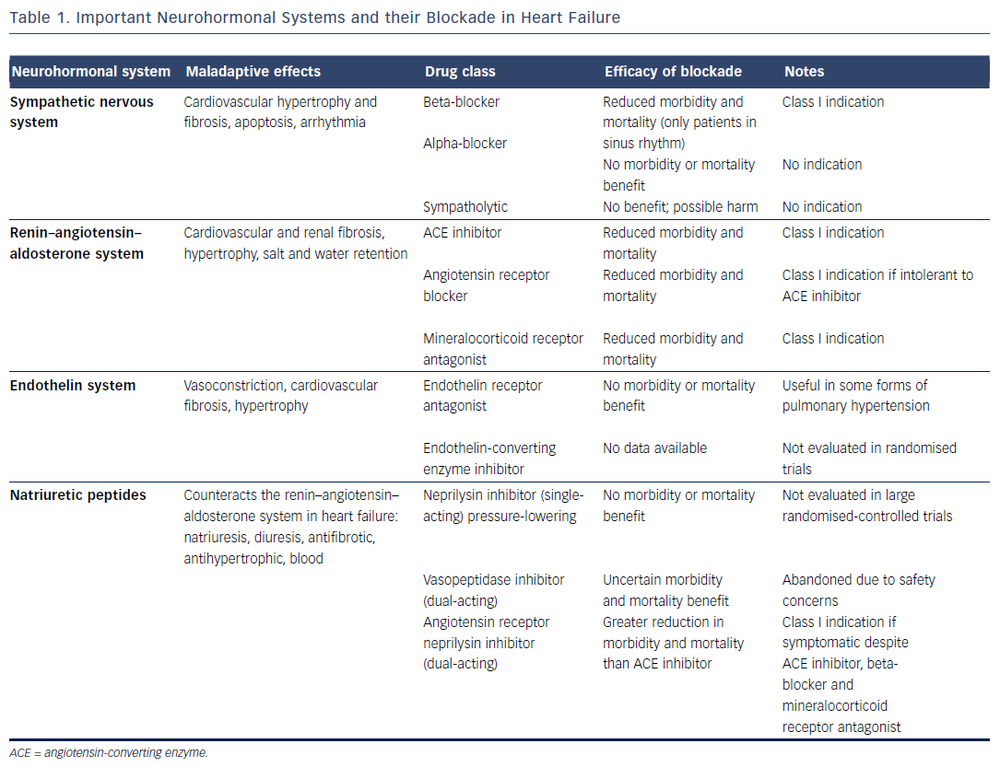 Table 1. Important Neurohormonal Systems and their Blockade in Heart Failure
Neurohormonal system Maladaptive effects Drug class Efficacy of blockade Notes
Sympathetic nervous Cardiovascular hypertrophy and Beta-blocker Reduced morbidity and Class I indication
system fibrosis, apoptosis, arrhythmia mortality (only patients in
Alpha-blocker sinus rhythm)
No morbidity or mortality No indication
benefit
Sympatholytic No benefit; possible harm No indication
Renin–angiotensin– Cardiovascular and renal fibrosis, ACE inhibitor Reduced morbidity and Class I indication
aldosterone system hypertrophy, salt and water retention mortality
Angiotensin receptor Reduced morbidity and Class I indication if intolerant to
blocker mortality ACE inhibitor
Mineralocorticoid receptor Reduced morbidity and Class I indication
antagonist mortality
Endothelin system Vasoconstriction, cardiovascular Endothelin receptor No morbidity or mortality Useful in some forms of
fibrosis, hypertrophy antagonist benefit pulmonary hypertension
Endothelin-converting No data available Not evaluated in randomised
enzyme inhibitor trials
Natriuretic peptides Counteracts the renin–angiotensin– Neprilysin inhibitor (single- No morbidity or mortality Not evaluated in large
aldosterone system in heart failure: acting) pressure-lowering benefit randomised-controlled trials
natriuresis, diuresis, antifibrotic,
antihypertrophic, blood
Vasopeptidase inhibitor Uncertain morbidity Abandoned due to safety
(dual-acting) and mortality benefit concerns
Angiotensin receptor Greater reduction in Class I indication if
neprilysin inhibitor morbidity and mortality symptomatic despite
(dual-acting) than ACE inhibitor ACE inhibitor, beta-
blocker and
mineralocorticoid
receptor antagonist
ACE = angiotensin-converting enzyme.